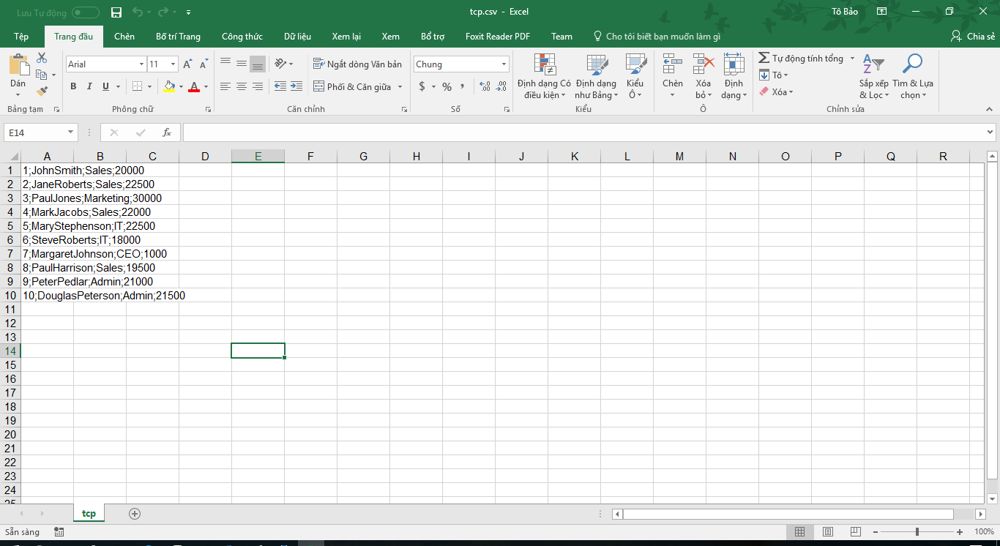 Lưu Tự động
tcp.csv - Excel
Tô Bảo
Tệp Trang đầu Chèn Bố trí Trang Công thức Dữ liệu Xem lại Xem Bổ trợ Foxit Reader PDF Team Cho tôi biết bạn muốn làm gì Chia sẻ
Dán
Bảng tạm
Arial 11
B I U A
Phông chữ
Ngắt dòng Văn bản
Phối & Căn giữa
Căn chỉnh
Chung
$ % ,
Số
Định dạng Có điều kiện
Định dạng như Bảng
Kiểu Ô
Kiểu
Chèn
Xóa bỏ
Định dạng
Ô
Tự động tính tổng
Tô
Xóa
Sắp xếp & Lọc
Tìm & Lựa chọn
Chỉnh sửa
E14 fx
A B C D E F G H I J K L M N O P Q R
1 1;JohnSmith;Sales;20000
2 2;JaneRoberts;Sales;22500
3 3;PaulJones;Marketing;30000
4 4;MarkJacobs;Sales;22000
5 5;MaryStephenson;IT;22500
6 6;SteveRoberts;IT;18000
7 7;MargaretJohnson;CEO;1000
8 8;PaulHarrison;Sales;19500
9 9;PeterPedlar;Admin;21000
10 10;DouglasPeterson;Admin;21500
11
12
13
14
15
16
17
18
19
20
21
22
23
24
25
tcp
Sẵn sàng
100%